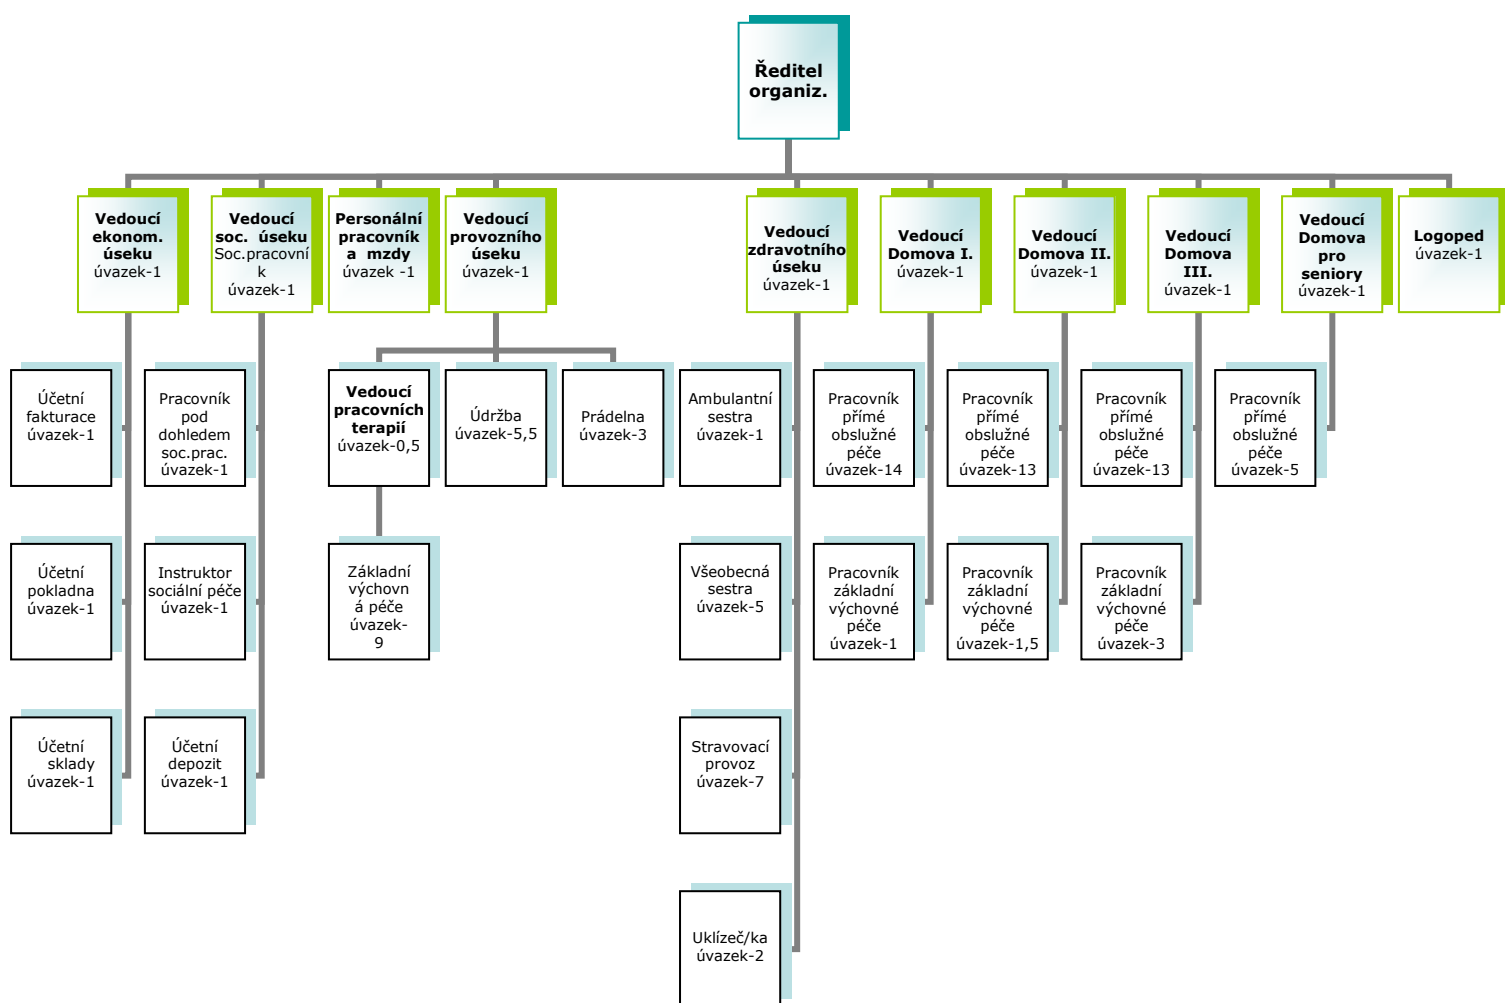 Ředitel
organiz.
Vedoucí
ekonom.
úseku
úvazek-1
Vedoucí
soc. úseku
Soc.pracovní
k
úvazek-1
Personální
pracovník
a mzdy
úvazek -1
Vedoucí
provozního
úseku
úvazek-1
Vedoucí
zdravotního
úseku
úvazek-1
Vedoucí
Domova I.
úvazek-1
Vedoucí
Domova II.
úvazek-1
Vedoucí
Domova
III.
úvazek-1
Vedoucí
Domova
pro
seniory
úvazek-1
Logoped
úvazek-1
Účetní
fakturace
úvazek-1
Pracovník
pod
dohledem
soc.prac.
úvazek-1
Vedoucí
pracovních
terapií
úvazek-0,5
Údržba
úvazek-5,5
Prádelna
úvazek-3
Ambulantní
sestra
úvazek-1
Pracovník
přímé
obslužné
péče
úvazek-14
Pracovník
přímé
obslužné
péče
úvazek-13
Pracovník
přímé
obslužné
péče
úvazek-13
Pracovník
přímé
obslužné
péče
úvazek-5
Účetní
pokladna
úvazek-1
Instruktor
sociální péče
úvazek-1
Základní
výchovn
á péče
úvazek-
9
Všeobecná
sestra
úvazek-5
Pracovník
základní
výchovné
péče
úvazek-1
Pracovník
základní
výchovné
péče
úvazek-1,5
Pracovník
základní
výchovné
péče
úvazek-3
Účetní
sklady
úvazek-1
Účetní
depozit
úvazek-1
Stravovací
provoz
úvazek-7
Uklízeč/ka
úvazek-2